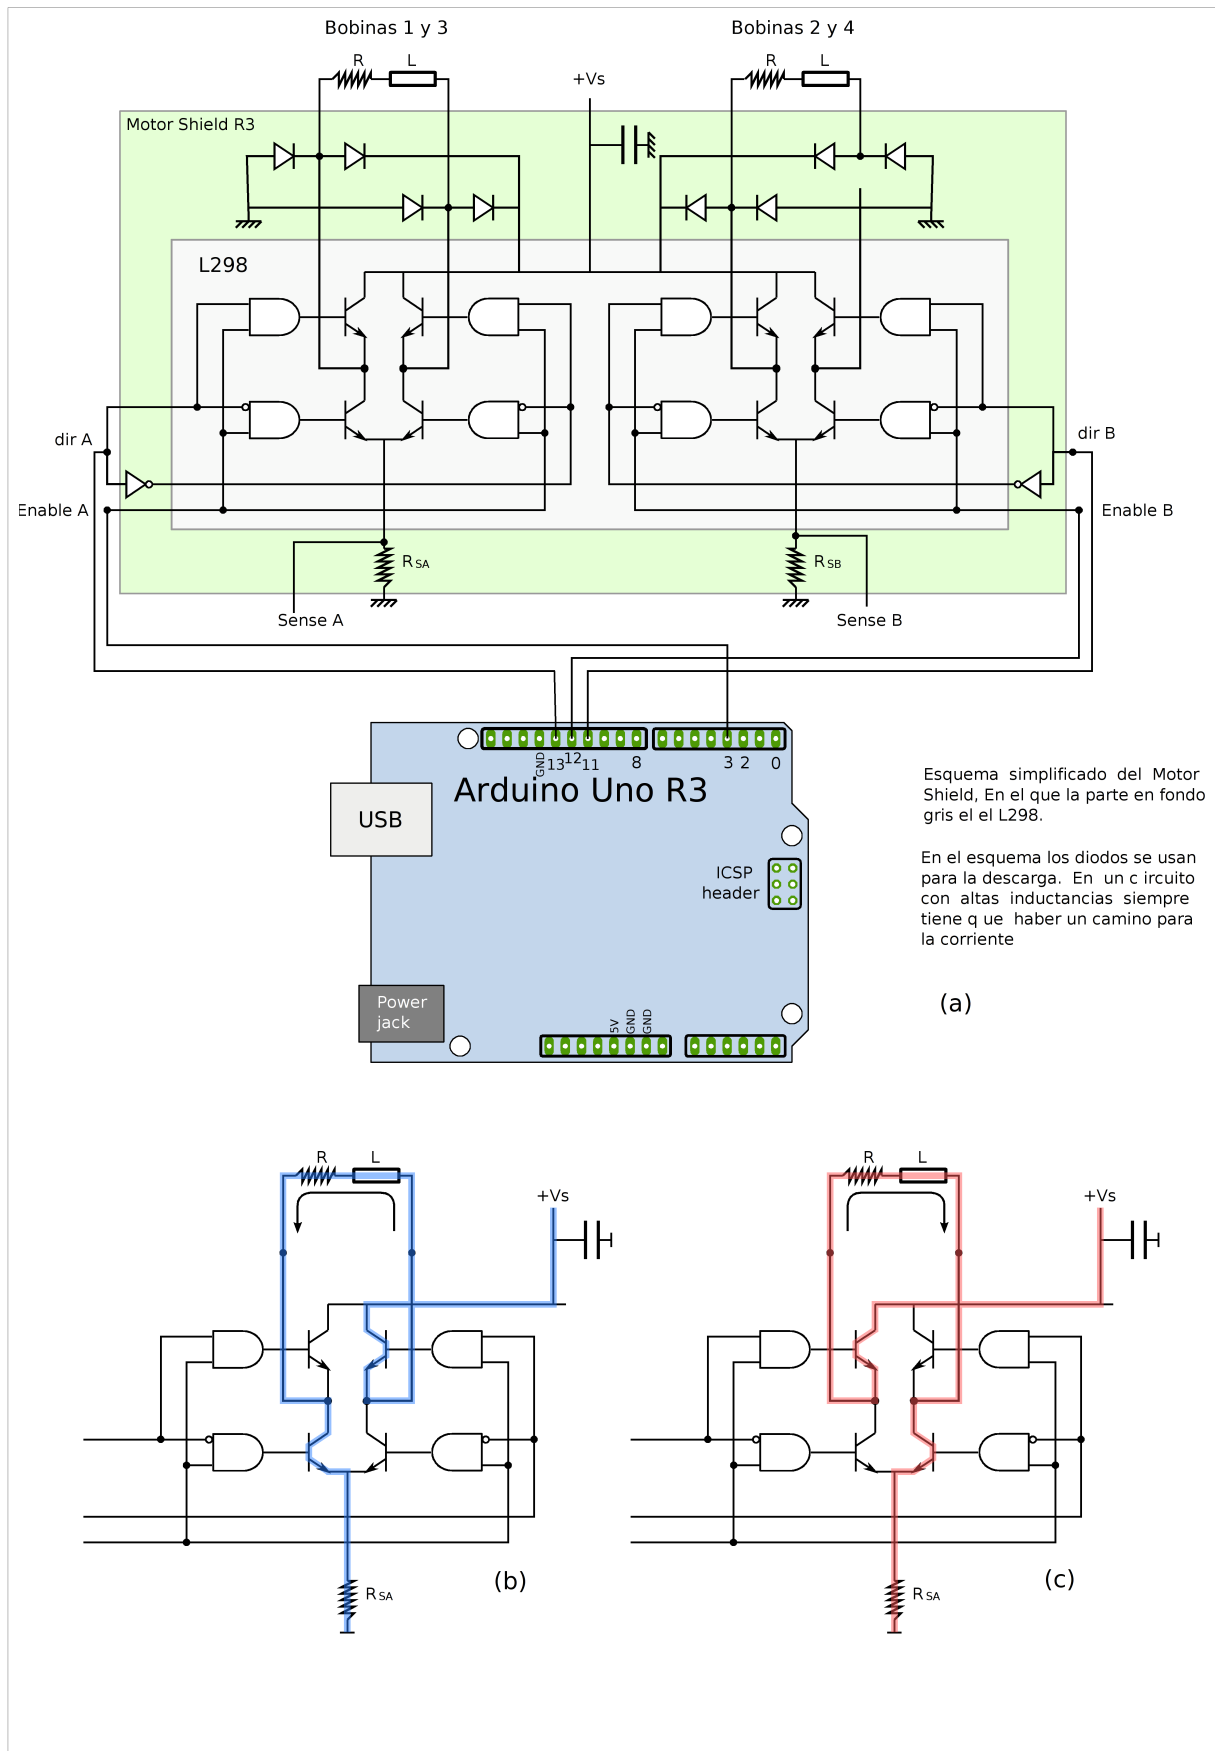 Bobinas 1 y 3
Bobinas 2 y 4
R L
+Vs
R L
Motor Shield R3
L298
dir A
dir B
Enable A
Enable B
RSA
RSB
Sense A
Sense B
GND 13 12 11 8 3 2 0
Arduino Uno R3
USB
ICSP
header
Power
jack
5V GND GND
Esquema simplificado del Motor
Shield, En el que la parte en fondo
gris el el L298.
En el esquema los diodos se usan
para la descarga. En un c ircuito
con altas inductancias siempre
tiene q ue haber un camino para
la corriente
(a)
R L
+Vs
RSA
(b)
R L
+Vs
RSA
(c)